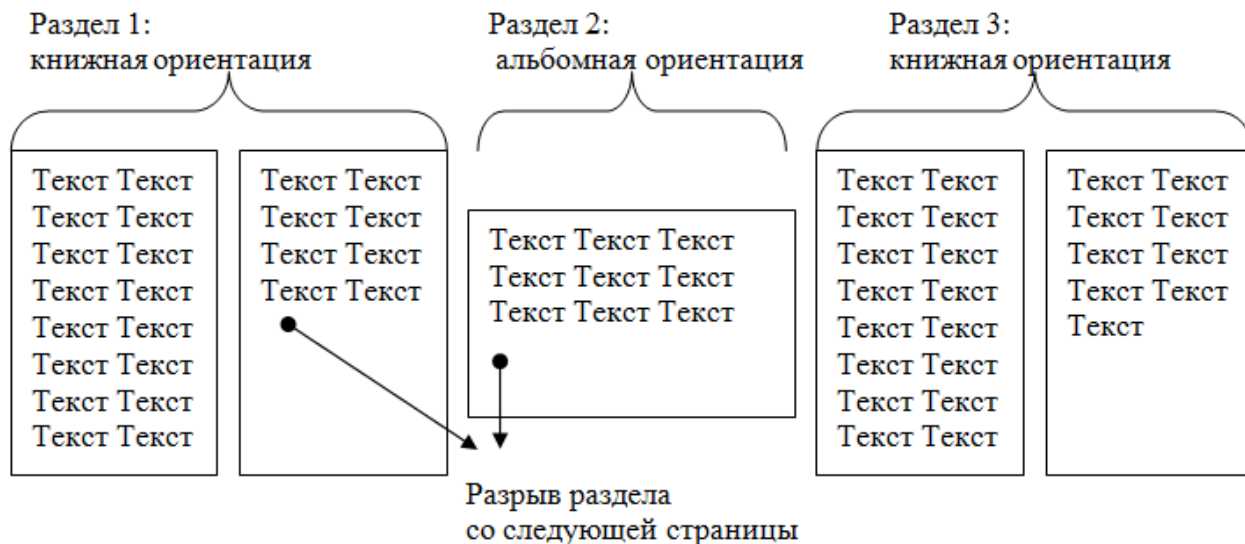 Раздел 1:
книжная ориентация
Раздел 2:
альбомная ориентация
Раздел 3:
книжная ориентация
Текст Текст
Текст Текст
Текст Текст
Текст Текст
Текст Текст
Текст Текст
Текст Текст
Текст Текст
Текст Текст
Текст Текст
Текст Текст
Текст Текст
Текст Текст Текст
Текст Текст Текст
Текст Текст Текст
Текст Текст
Текст Текст
Текст Текст
Текст Текст
Текст Текст
Текст Текст
Текст Текст
Текст Текст
Текст Текст
Текст Текст
Текст Текст
Текст Текст
Текст
Разрыв раздела
со следующей страницы